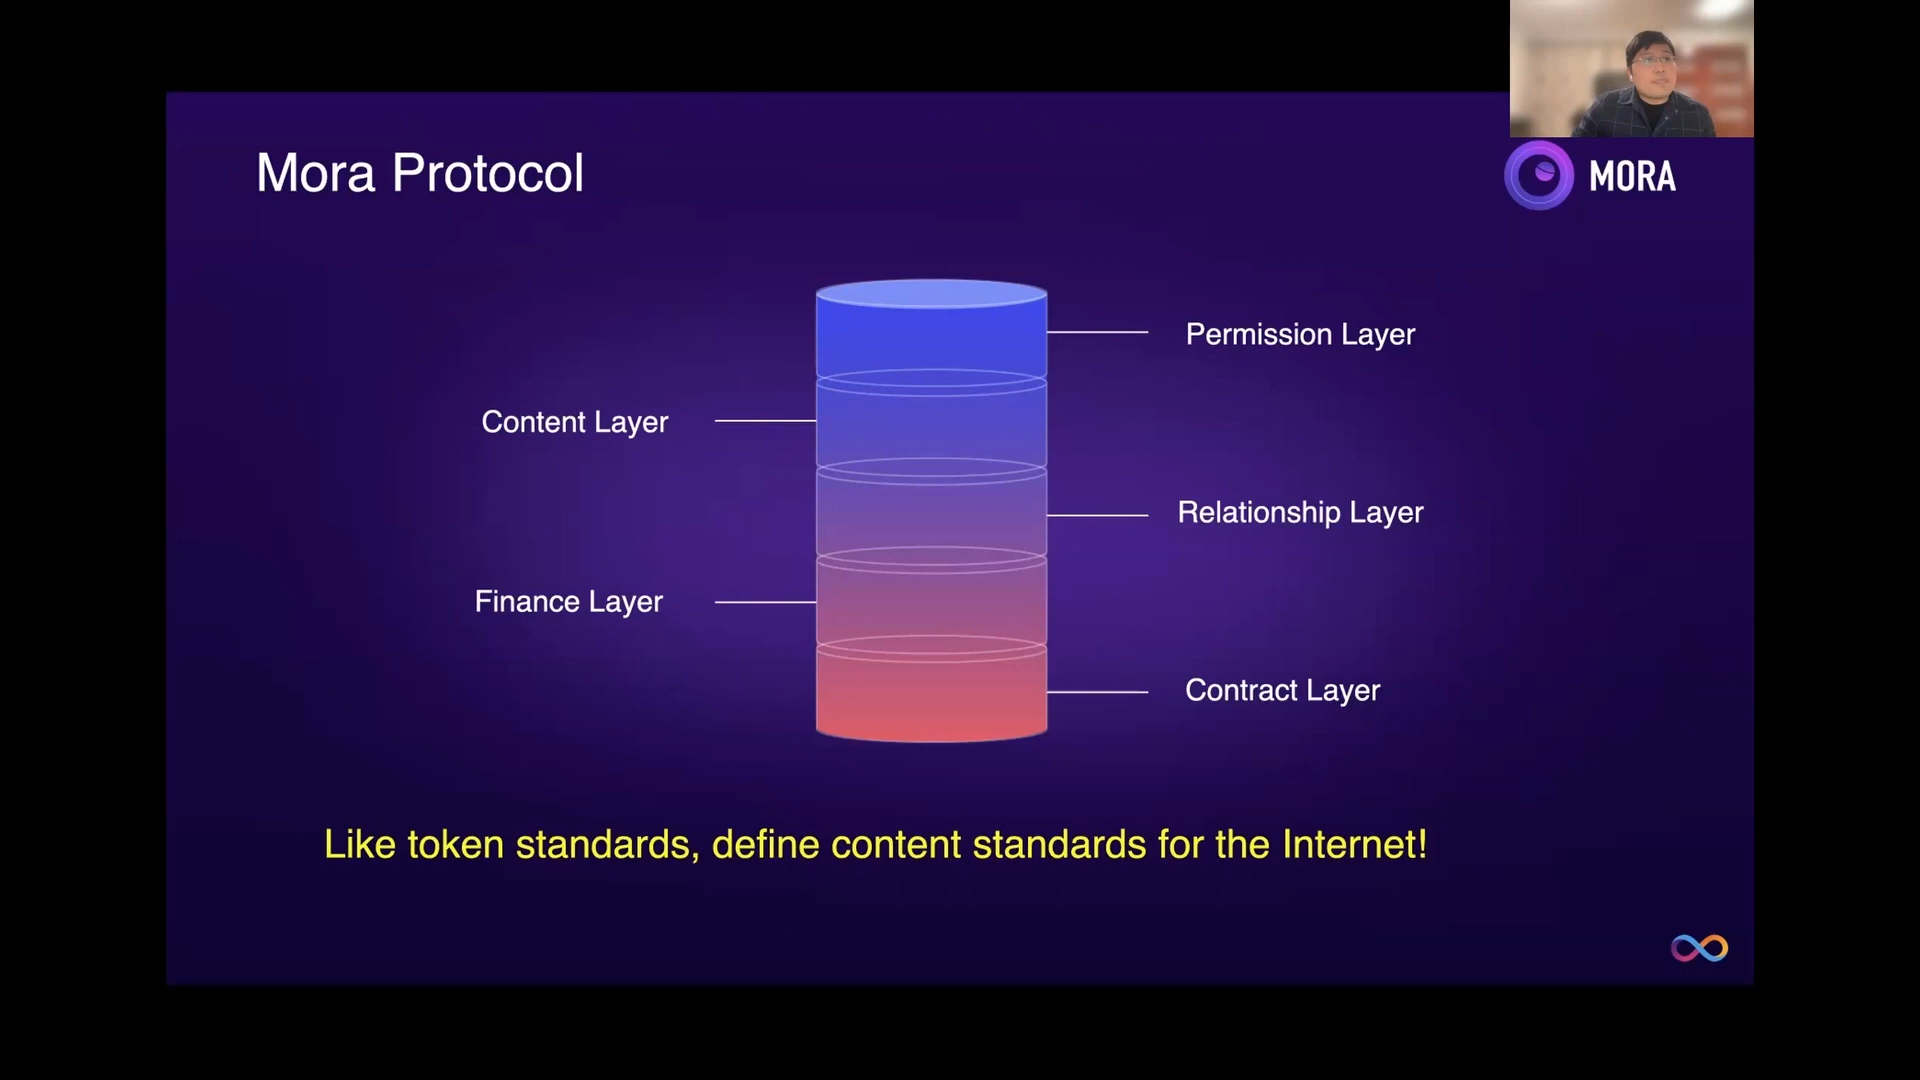 Mora Protocol
MORA
Permission Layer
Content Layer
Relationship Layer
Finance Layer
Contract Layer
Like token standards, define content standards for the Internet!